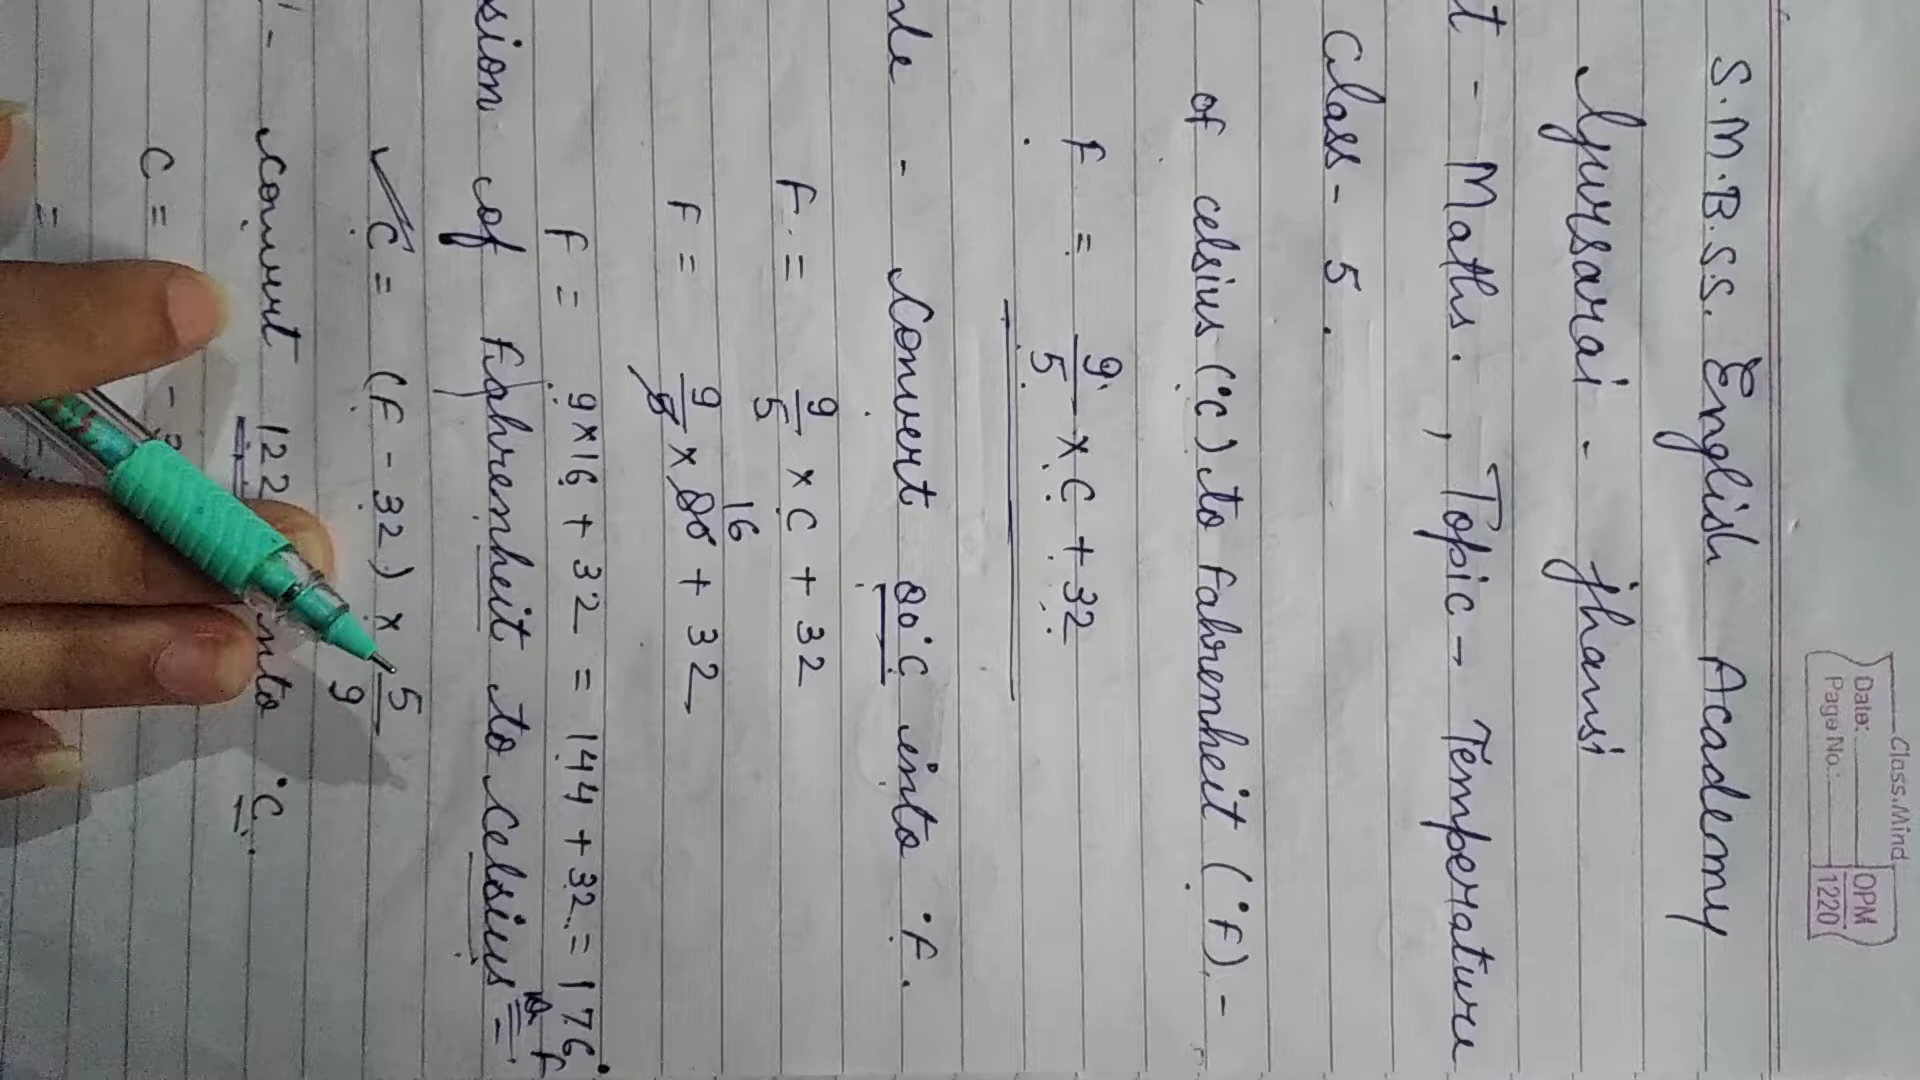 Class Mind
Date:
Page No.:
OPM
1220
S.M.B.S.S. English Academy
Gursarai - jhansi
t - Maths. , Topic - Temperature
Class - 5 .
of celsius (°C) to Fahrenheit (°F). -
F = 9/5 × C + 32
le - Convert 80°C into °F.
F = 9/5 × C + 32
16
F = 9/5 × 80 + 32
F = 9×16 + 32 = 144 + 32 = 176° F
sion of Fahrenheit to Celsius =
C = (F - 32) × 5/9
- convert 122 into °C.
C =
=